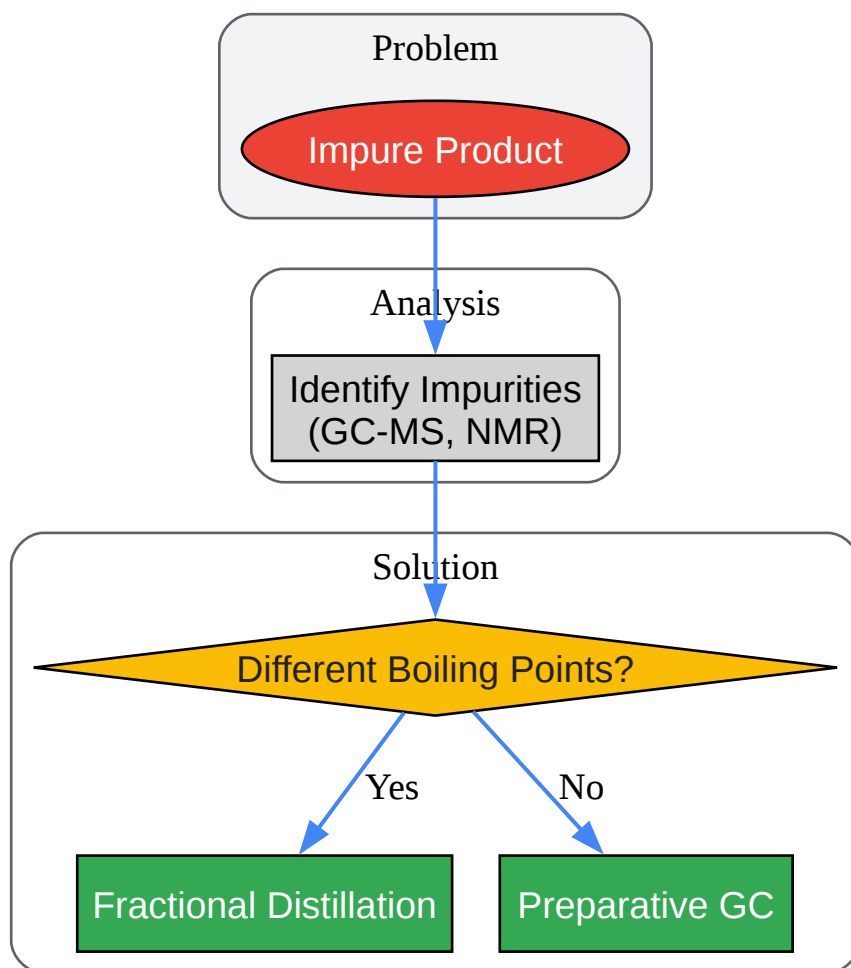 Problem
Impure Product
Analysis
Identify Impurities
(GC-MS, NMR)
Solution
Different Boiling Points?
Yes
No
Fractional Distillation
Preparative GC